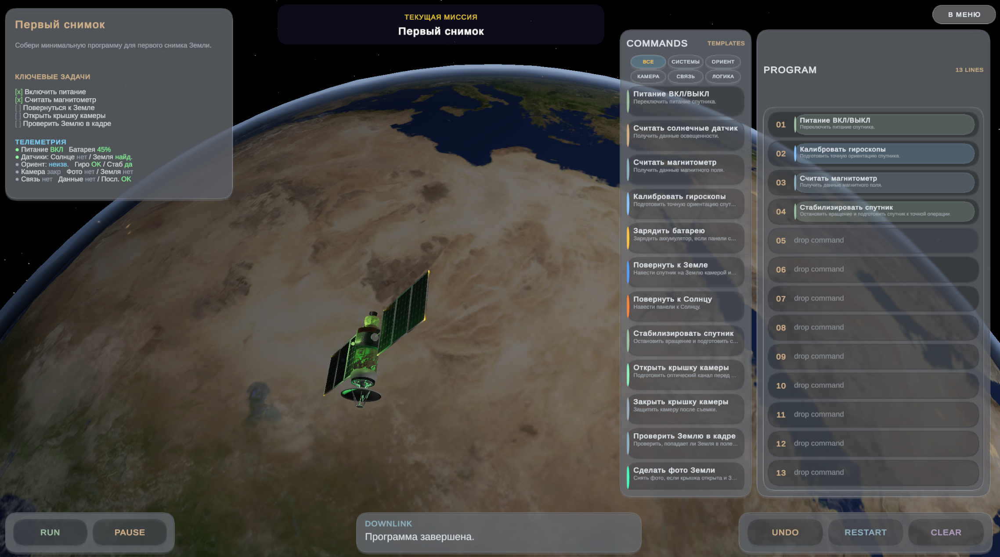 Первый снимок
Собери минимальную программу для первого снимка Земли.
КЛЮЧЕВЫЕ ЗАДАЧИ
[x] Включить питание
[x] Считать магнитометр
[ ] Повернуться к Земле
[ ] Открыть крышку камеры
[ ] Проверить Землю в кадре
ТЕЛЕМЕТРИЯ
● Питание ВКЛ Батарея 45%
● Датчики: Солнце нет / Земля найд.
● Ориент: неизв. Гиро OK / Стаб да
● Камера закр Фото нет / Земля нет
● Связь нет Данные нет / Посл. OK
ТЕКУЩАЯ МИССИЯ
Первый снимок
В МЕНЮ
COMMANDS
TEMPLATES
ВСЕ
СИСТЕМЫ
ОРИЕНТ
КАМЕРА
СВЯЗЬ
ЛОГИКА
Питание ВКЛ/ВЫКЛ
Переключить питание спутника.
Считать солнечные датчик
Получить данные освещенности.
Считать магнитометр
Получить данные магнитного поля.
Калибровать гироскопы
Подготовить точную ориентацию спут...
Зарядить батарею
Зарядить аккумулятор, если панели с...
Повернуть к Земле
Навести спутник на Землю камерой и...
Повернуть к Солнцу
Навести панели к Солнцу.
Стабилизировать спутник
Остановить вращение и подготовить с...
Открыть крышку камеры
Подготовить оптический канал перед ...
Закрыть крышку камеры
Защитить камеру после съемки.
Проверить Землю в кадре
Проверить, попадает ли Земля в поле...
Сделать фото Земли
Снять фото, если крышка открыта и З...
PROGRAM
13 LINES
01 Питание ВКЛ/ВЫКЛ
Переключить питание спутника.
02 Калибровать гироскопы
Подготовить точную ориентацию спутника.
03 Считать магнитометр
Получить данные магнитного поля.
04 Стабилизировать спутник
Остановить вращение и подготовить спутник к точной операции.
05 drop command
06 drop command
07 drop command
08 drop command
09 drop command
10 drop command
11 drop command
12 drop command
13 drop command
RUN
PAUSE
DOWNLINK
Программа завершена.
UNDO
RESTART
CLEAR